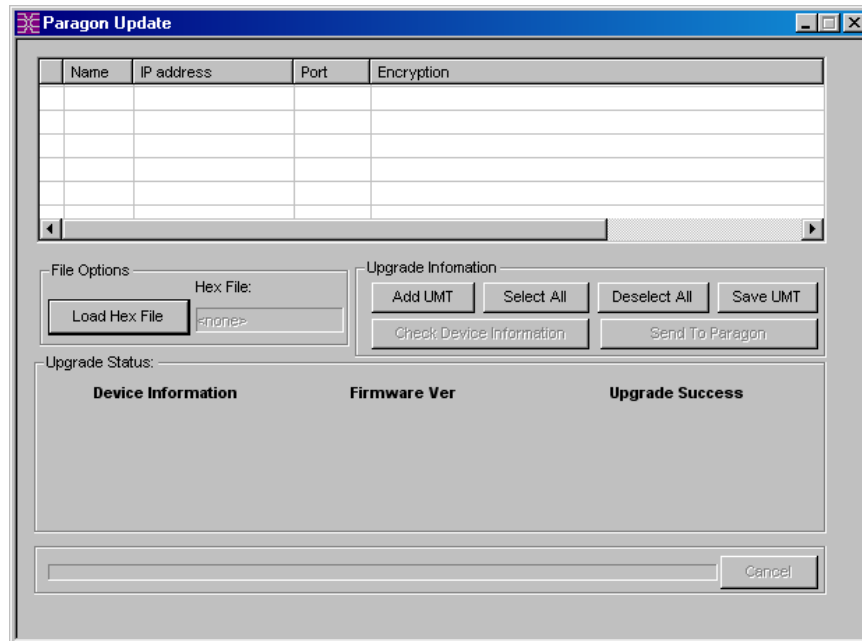 Paragon Update
Name IP address Port Encryption
File Options
Hex File:
Load Hex File <none>
Upgrade Infomation
Add UMT Select All Deselect All Save UMT
Check Device Information Send To Paragon
Upgrade Status:
Device Information Firmware Ver Upgrade Success
Cancel